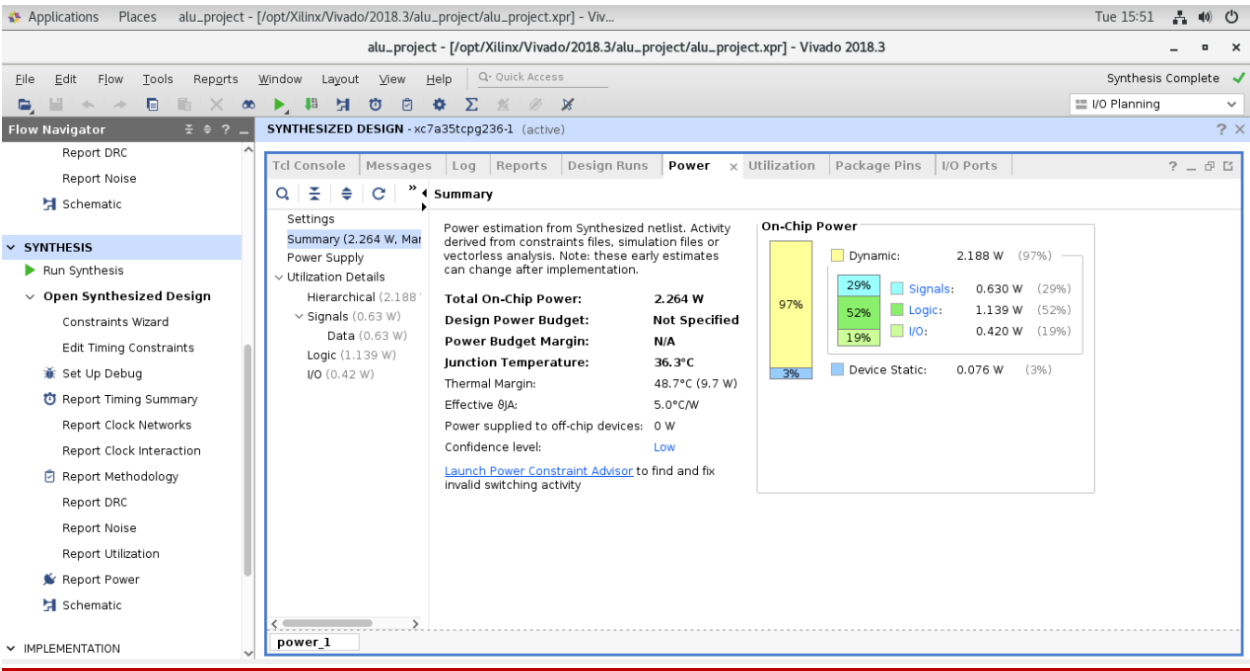 Applications Places alu_project - [/opt/Xilinx/Vivado/2018.3/alu_project/alu_project.xpr] - Viv... Tue 15:51
alu_project - [/opt/Xilinx/Vivado/2018.3/alu_project/alu_project.xpr] - Vivado 2018.3
File Edit Flow Tools Reports Window Layout View Help Q- Quick Access Synthesis Complete
I/O Planning
Flow Navigator
SYNTHESIZED DESIGN - xc7a35tcpg236-1 (active)
Report DRC
Report Noise
Schematic
SYNTHESIS
Run Synthesis
Open Synthesized Design
Constraints Wizard
Edit Timing Constraints
Set Up Debug
Report Timing Summary
Report Clock Networks
Report Clock Interaction
Report Methodology
Report DRC
Report Noise
Report Utilization
Report Power
Schematic
IMPLEMENTATION
Tcl Console Messages Log Reports Design Runs Power x Utilization Package Pins I/O Ports
Summary
Settings
Summary (2.264 W, Mar
Power Supply
Utilization Details
Hierarchical (2.188
Signals (0.63 W)
Data (0.63 W)
Logic (1.139 W)
I/O (0.42 W)
Power estimation from Synthesized netlist. Activity
derived from constraints files, simulation files or
vectorless analysis. Note: these early estimates
can change after implementation.
Total On-Chip Power: 2.264 W
Design Power Budget: Not Specified
Power Budget Margin: N/A
Junction Temperature: 36.3°C
Thermal Margin: 48.7°C (9.7 W)
Effective ϑJA: 5.0°C/W
Power supplied to off-chip devices: 0 W
Confidence level: Low
Launch Power Constraint Advisor to find and fix
invalid switching activity
On-Chip Power
Dynamic: 2.188 W (97%)
97%
29% Signals: 0.630 W (29%)
52% Logic: 1.139 W (52%)
19% I/O: 0.420 W (19%)
3% Device Static: 0.076 W (3%)
power_1